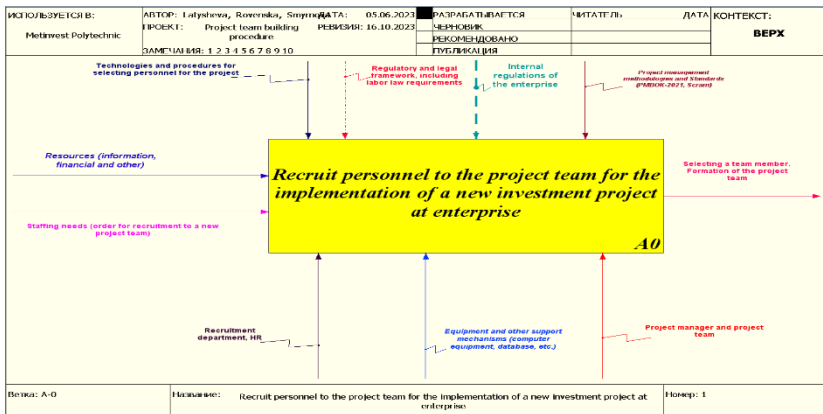 ИСПОЛЬЗУЕТСЯ В:
Metinvest Polytechnic
АВТОР: Latysheva, Rovenska, Smyrnova
ДАТА: 05.06.2023
ПРОЕКТ: Project team building
procedure
РЕВИЗИЯ: 16.10.2023
ЗАМЕЧАНИЯ: 1 2 3 4 5 6 7 8 9 10
РАЗРАБАТЫВАЕТСЯ
ЧЕРНОВИК
РЕКОМЕНДОВАНО
ПУБЛИКАЦИЯ
ЧИТАТЕЛЬ
ДАТА
КОНТЕКСТ:
ВЕРХ
Technologies and procedures for
selecting personnel for the project
Regulatory and legal
framework, including
labor law requirements
Internal
regulations of
the enterprise
Project management
methodologies and Standards
(PMBOK-2021, Scram)
Resources (information,
financial and other)
Staffing needs (order for recruitment to a new
project team)
Recruit personnel to the project team for the
implementation of a new investment project
at enterprise
A0
Selecting a team member.
Formation of the project
team
Recruitment
department, HR
Equipment and other support
mechanisms (computer
equipment, database, etc.)
Project manager and project
team
Ветка: A-0
Название: Recruit personnel to the project team for the implementation of a new investment project at
enterprise
Номер: 1